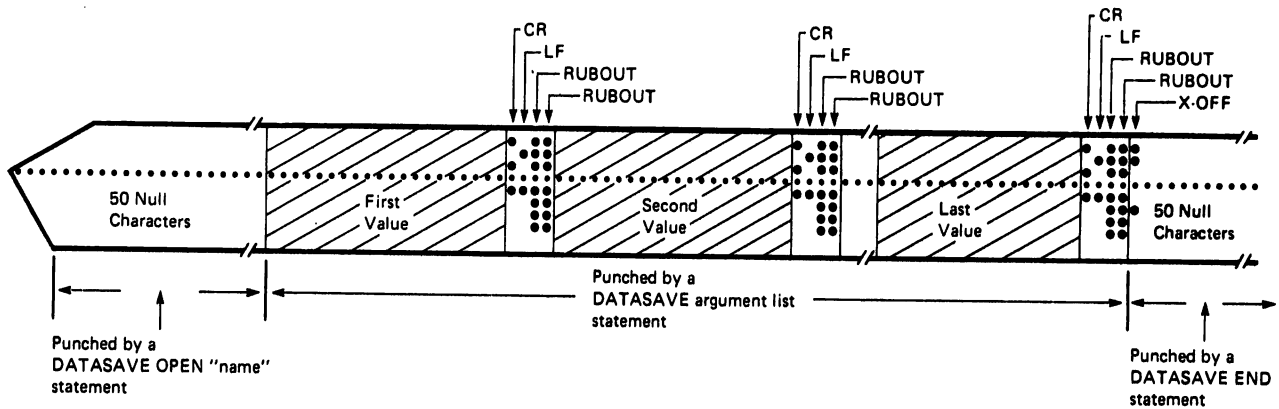 CR
LF
RUBOUT
RUBOUT
CR
LF
RUBOUT
RUBOUT
CR
LF
RUBOUT
RUBOUT
X-OFF
50 Null
Characters
First
Value
Second
Value
Last
Value
50 Null
Characters
Punched by a
DATASAVE argument list
statement
Punched by a
DATASAVE OPEN "name"
statement
Punched by a
DATASAVE END
statement